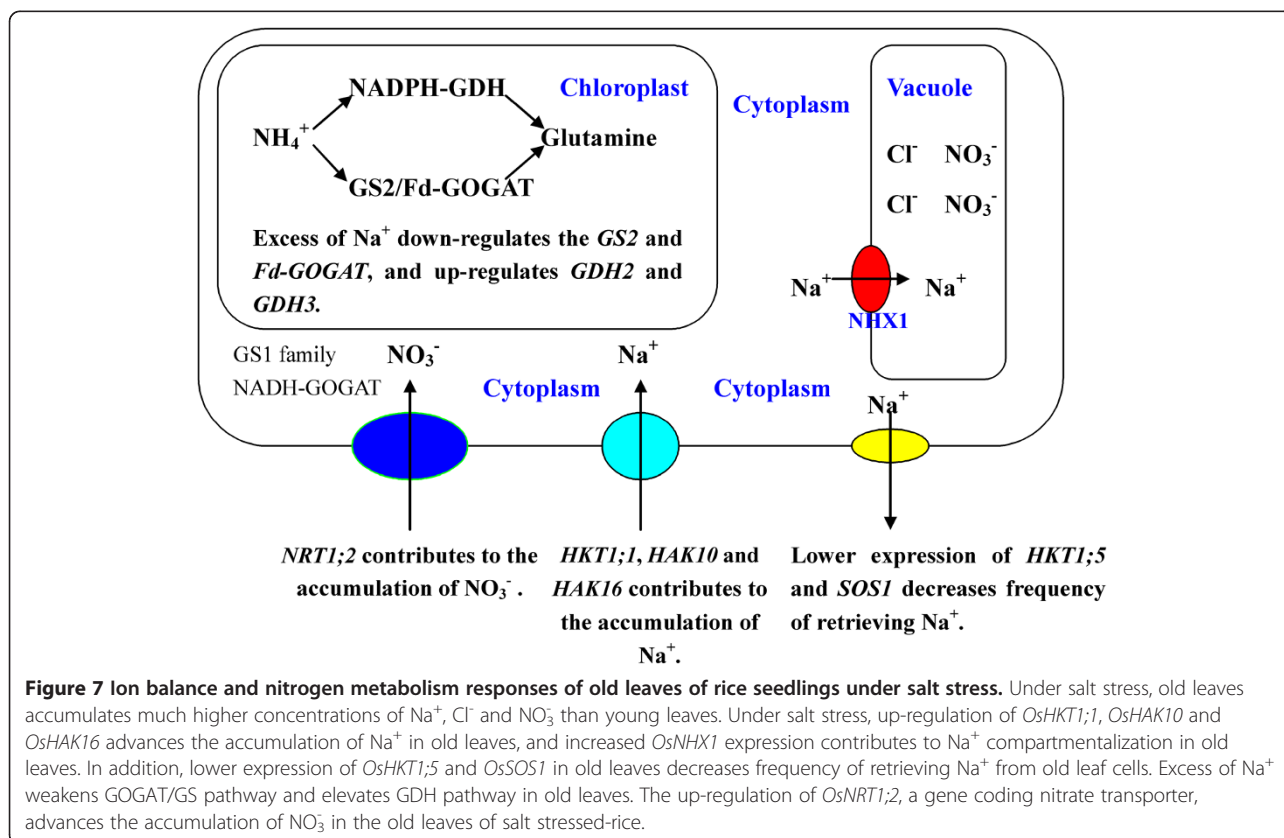 NADPH-GDH
Chloroplast
NH₄⁺
Glutamine
GS2/Fd-GOGAT
Excess of Na⁺ down-regulates the GS2 and
Fd-GOGAT, and up-regulates GDH2 and
GDH3.
Cytoplasm
Vacuole
Cl⁻ NO₃⁻
Cl⁻ NO₃⁻
Na⁺
Na⁺
NHX1
GS1 family
NADH-GOGAT
NO₃⁻
Cytoplasm
Na⁺
Cytoplasm
Na⁺
NRT1;2 contributes to the
accumulation of NO₃⁻ .
HKT1;1, HAK10 and
HAK16 contributes to
the accumulation of
Na⁺.
Lower expression of HKT1;5
and SOS1 decreases frequency
of retrieving Na⁺.
Figure 7 Ion balance and nitrogen metabolism responses of old leaves of rice seedlings under salt stress. Under salt stress, old leaves
accumulates much higher concentrations of Na⁺, Cl⁻ and NO₃⁻ than young leaves. Under salt stress, up-regulation of OsHKT1;1, OsHAK10 and
OsHAK16 advances the accumulation of Na⁺ in old leaves, and increased OsNHX1 expression contributes to Na⁺ compartmentalization in old
leaves. In addition, lower expression of OsHKT1;5 and OsSOS1 in old leaves decreases frequency of retrieving Na⁺ from old leaf cells. Excess of Na⁺
weakens GOGAT/GS pathway and elevates GDH pathway in old leaves. The up-regulation of OsNRT1;2, a gene coding nitrate transporter,
advances the accumulation of NO₃⁻ in the old leaves of salt stressed-rice.